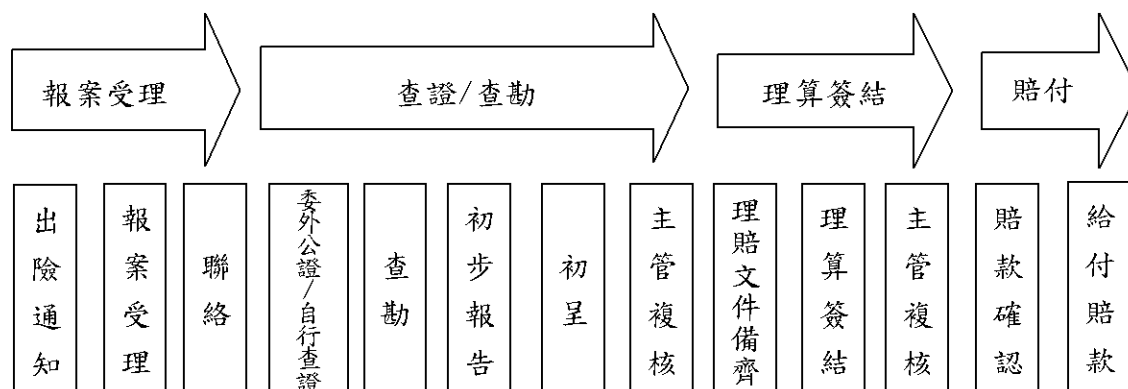 報案受理
查證/查勘
理算簽結
賠付
出險通知
報案受理
聯絡
委外公證/自行查證
查勘
初步報告
初呈
主管複核
理賠文件備齊
理算簽結
主管複核
賠款確認
給付賠款